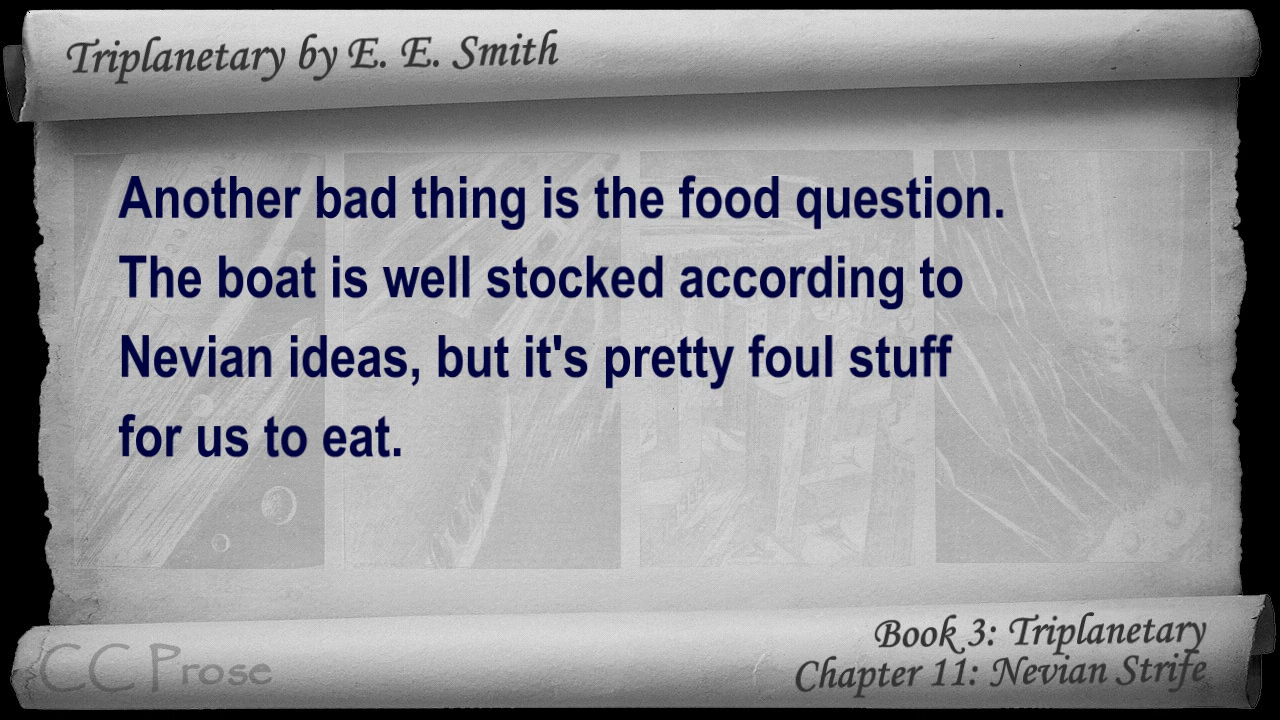 Triplanetary by E. E. Smith
Another bad thing is the food question.
The boat is well stocked according to
Nevian ideas, but it's pretty foul stuff
for us to eat.
Book 3: Triplanetary
Chapter 11: Nevian Strife
CC Prose